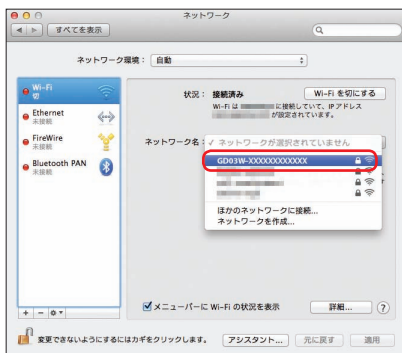 ネットワーク
すべてを表示
ネットワーク環境： 自動
Wi-Fi
切
Ethernet
未接続
FireWire
未接続
Bluetooth PAN
未接続
状況： 接続済み
Wi-Fi を切にする
Wi-Fi は に接続していて、IP アドレス
が設定されています。
ネットワーク名：
✓ ネットワークが選択されていません
GD03W-XXXXXXXXXXX
ほかのネットワークに接続...
ネットワークを作成...
メニューバーに Wi-Fi の状況を表示
詳細...
?
+ −
変更できないようにするにはカギをクリックします。
アシスタント...
元に戻す
適用